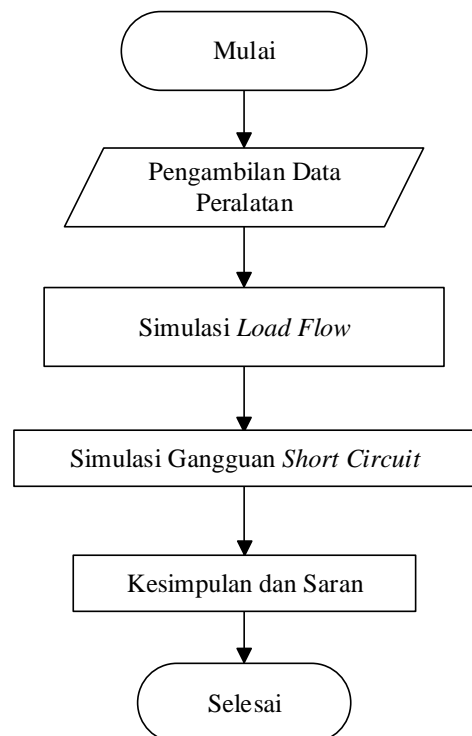 Mulai
Pengambilan Data
Peralatan
Simulasi Load Flow
Simulasi Gangguan Short Circuit
Kesimpulan dan Saran
Selesai